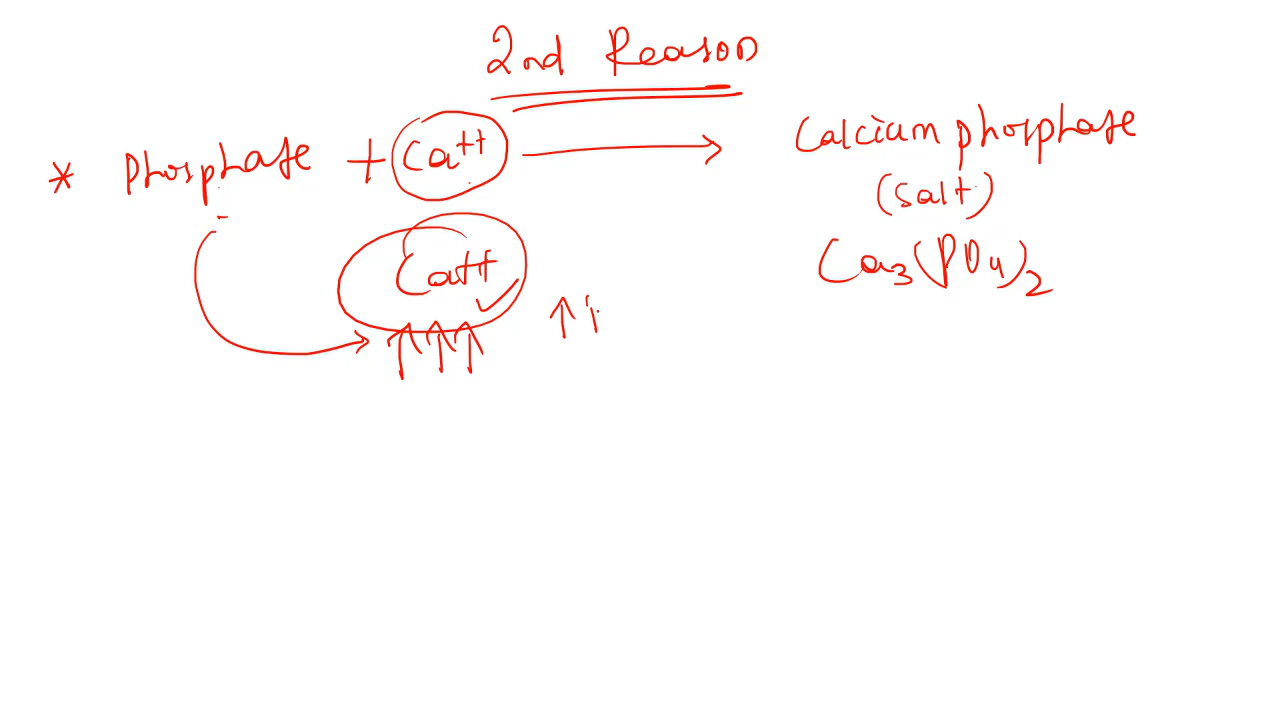 2nd Reason
* Phosphate + Ca++ → Calcium phosphate
(Salt)
Ca++ Ca3(PO4)2
↑↑↑ ↑